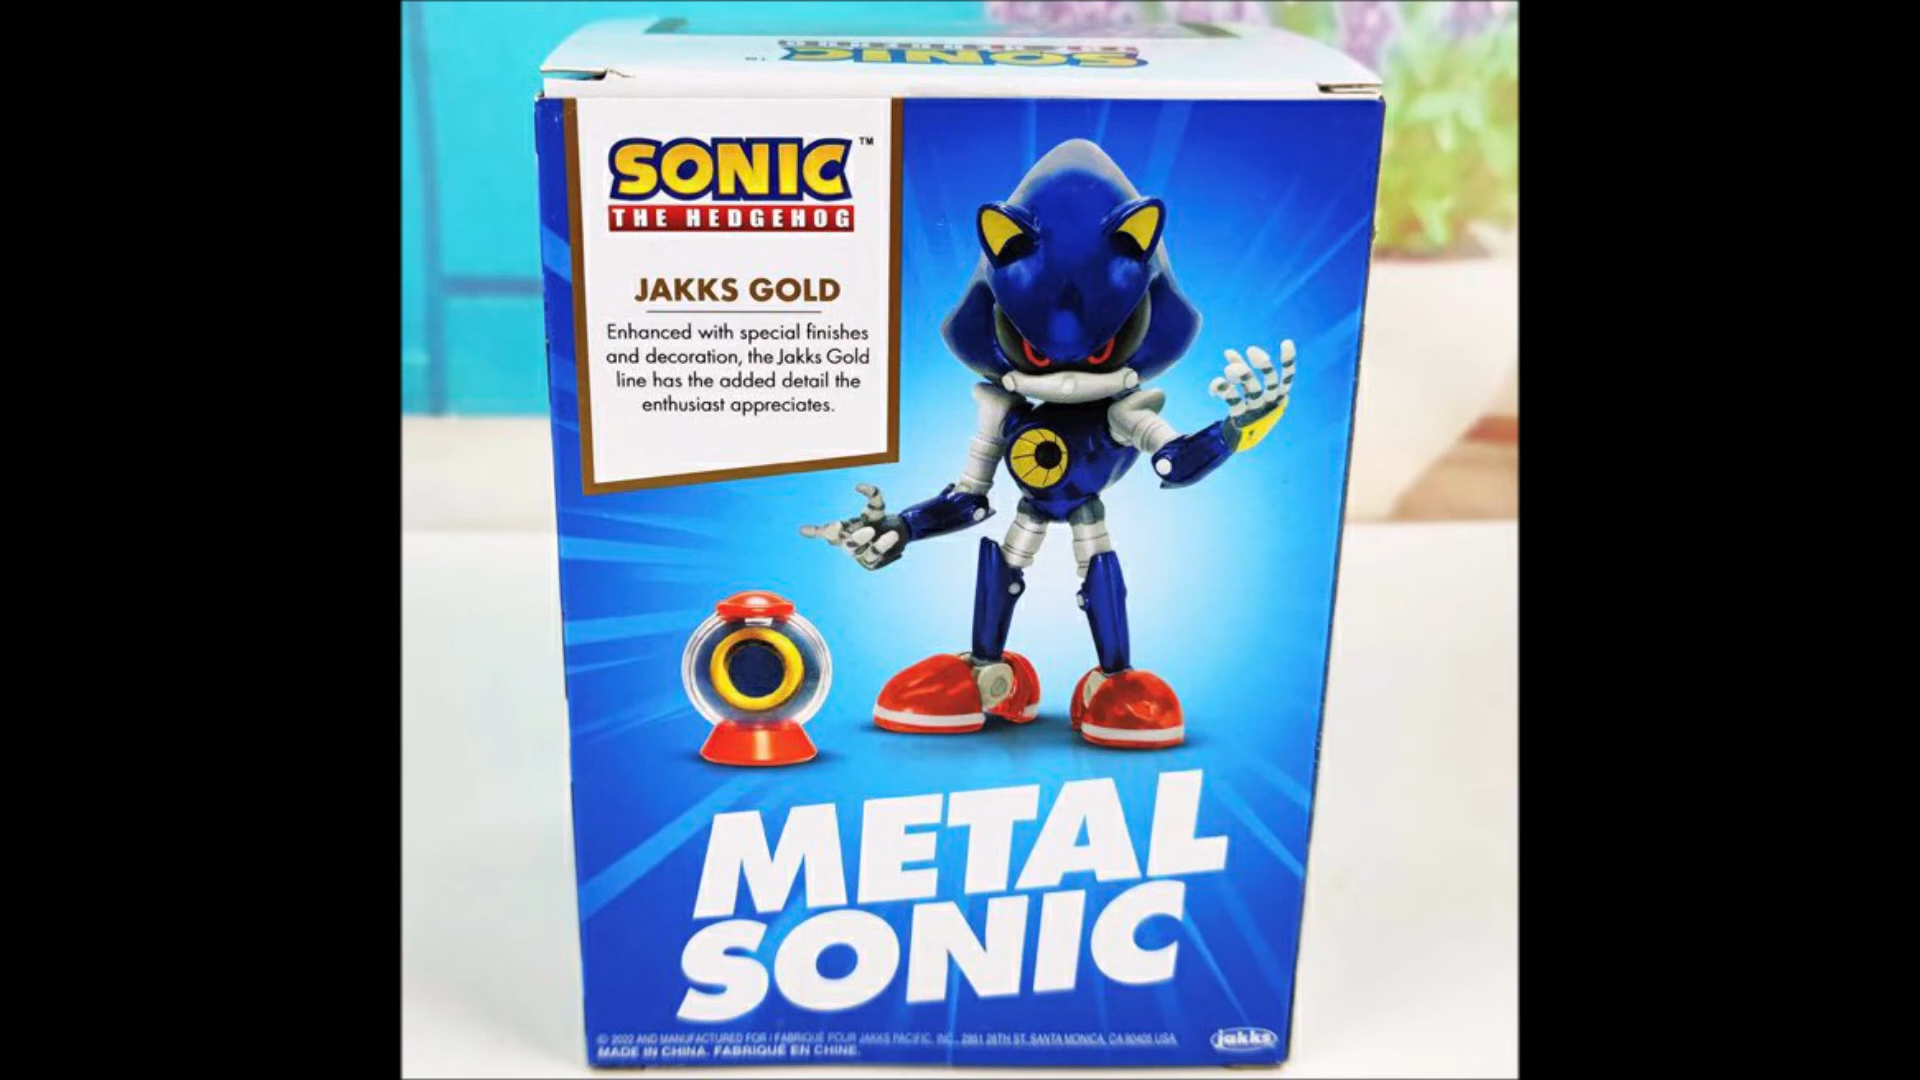 SONIC
SONIC™
THE HEDGEHOG
JAKKS GOLD
Enhanced with special finishes
and decoration, the Jakks Gold
line has the added detail the
enthusiast appreciates.
METAL
SONIC
© 2022 AND MANUFACTURED FOR / FABRIQUÉ POUR JAKKS PACIFIC, INC., 2951 28TH ST. SANTA MONICA, CA 90405 USA
MADE IN CHINA. FABRIQUÉ EN CHINE.
jakks